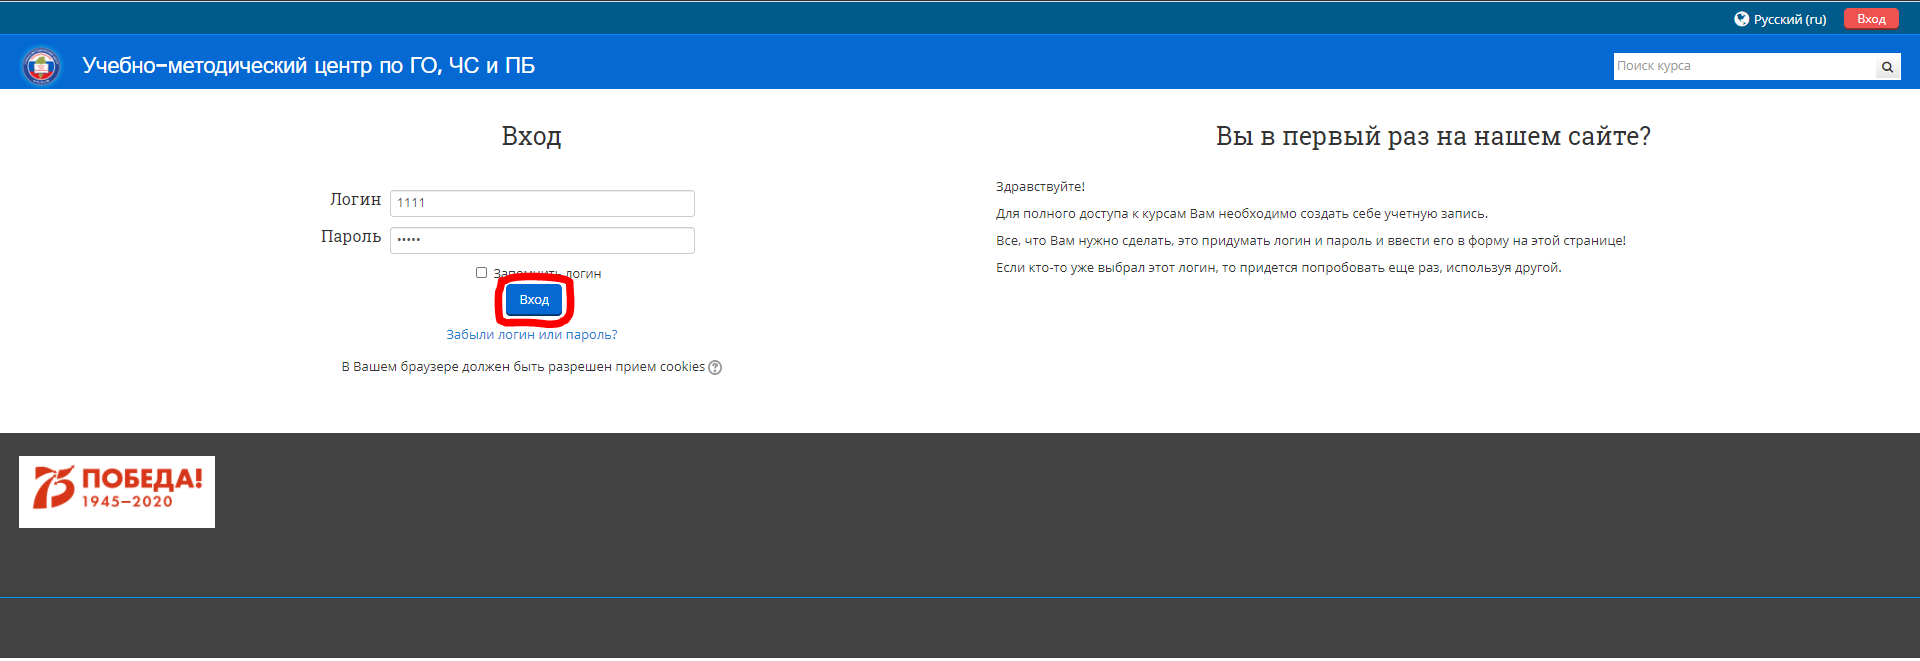 Русский (ru)
Вход
Учебно-методический центр по ГО, ЧС и ПБ
Поиск курса
Вход
Логин
1111
Пароль
•••••
Запомнить логин
Вход
Забыли логин или пароль?
В Вашем браузере должен быть разрешен прием cookies
Вы в первый раз на нашем сайте?
Здравствуйте!
Для полного доступа к курсам Вам необходимо создать себе учетную запись.
Все, что Вам нужно сделать, это придумать логин и пароль и ввести его в форму на этой странице!
Если кто-то уже выбрал этот логин, то придется попробовать еще раз, используя другой.
75 ПОБЕДА!
1945–2020